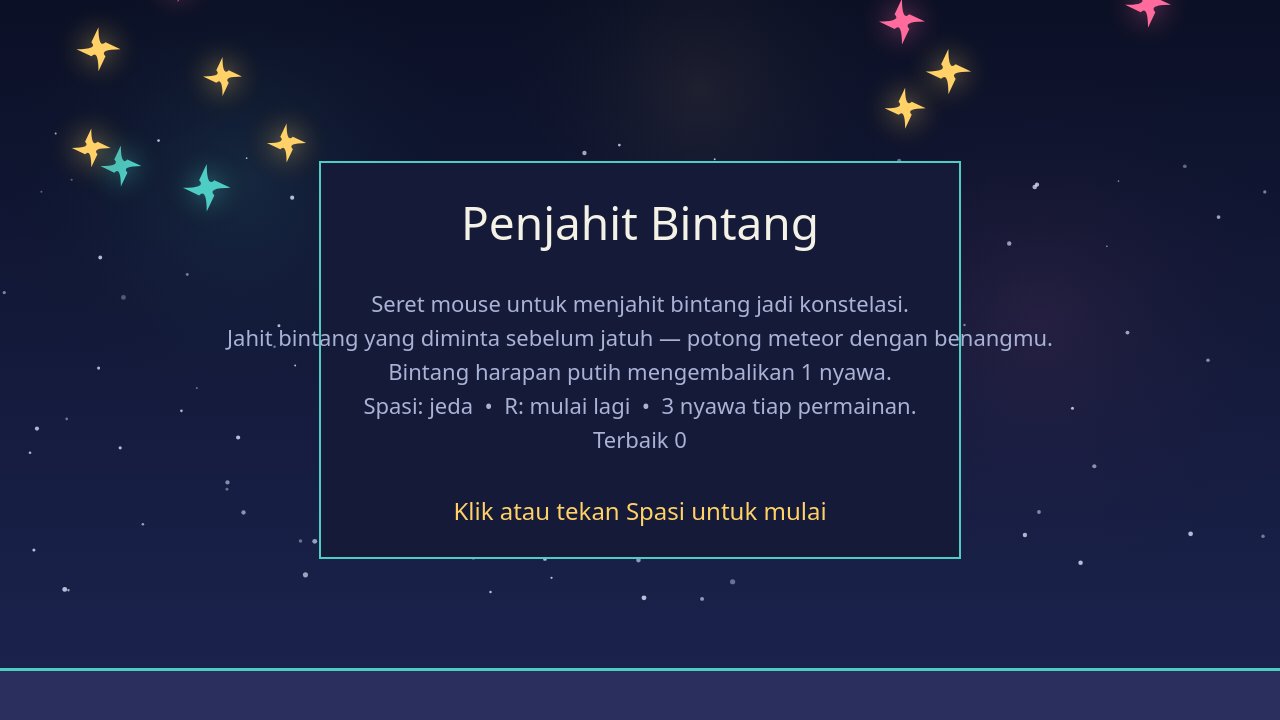 Penjahit Bintang
Seret mouse untuk menjahit bintang jadi konstelasi.
Jahit bintang yang diminta sebelum jatuh — potong meteor dengan benangmu.
Bintang harapan putih mengembalikan 1 nyawa.
Spasi: jeda • R: mulai lagi • 3 nyawa tiap permainan.
Terbaik 0
Klik atau tekan Spasi untuk mulai